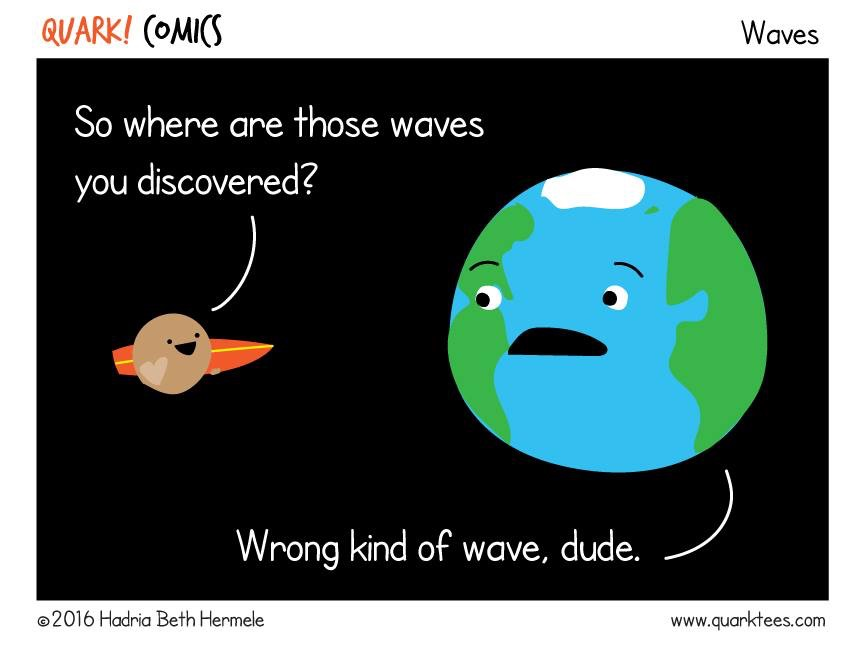 QUARK! COMICS
Waves
So where are those waves
you discovered?
Wrong kind of wave, dude.
©2016 Hadria Beth Hermele
www.quarktees.com